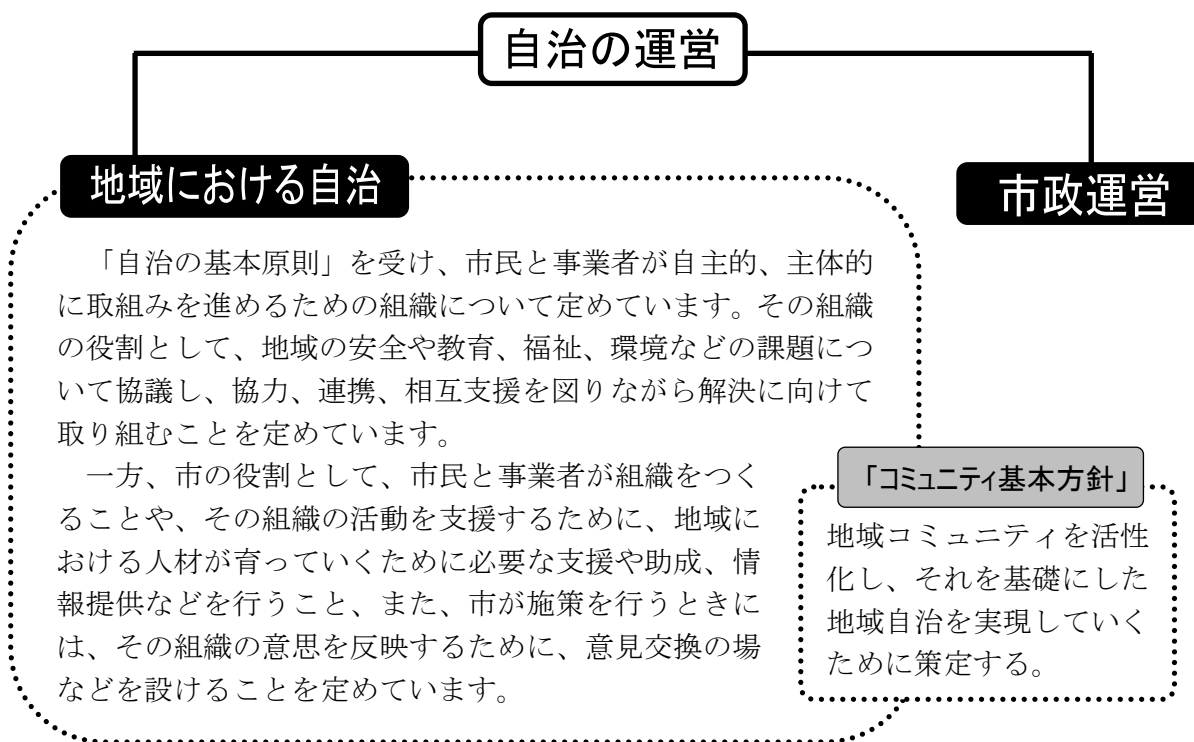 自治の運営
地域における自治
市政運営
「自治の基本原則」を受け、市民と事業者が自主的、主体的
に取組みを進めるための組織について定めています。その組織
の役割として、地域の安全や教育、福祉、環境などの課題につ
いて協議し、協力、連携、相互支援を図りながら解決に向けて
取り組むことを定めています。
一方、市の役割として、市民と事業者が組織をつく
ることや、その組織の活動を支援するために、地域に
おける人材が育っていくために必要な支援や助成、情
報提供などを行うこと、また、市が施策を行うときに
は、その組織の意思を反映するために、意見交換の場
などを設けることを定めています。
「コミュニティ基本方針」
地域コミュニティを活性
化し、それを基礎にした
地域自治を実現していく
ために策定する。